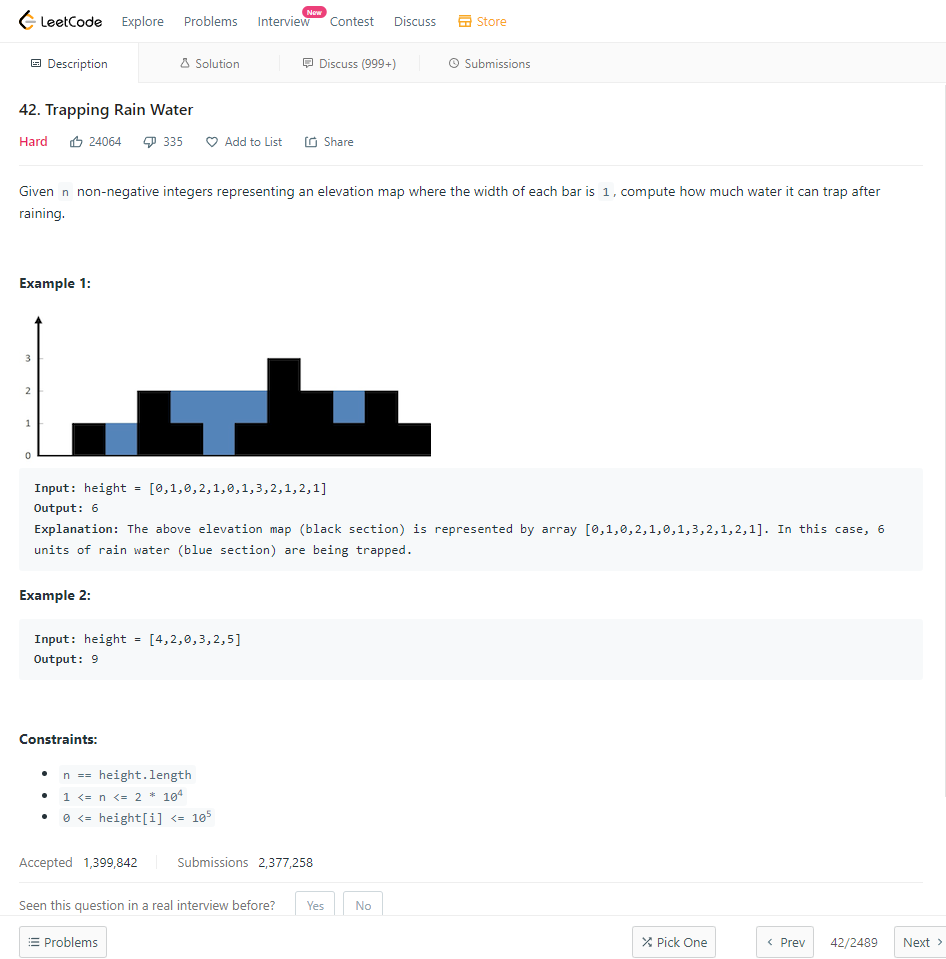 LeetCode Explore Problems Interview New Contest Discuss Store
Description Solution Discuss (999+) Submissions
42. Trapping Rain Water
Hard 24064 335 Add to List Share
Given n non-negative integers representing an elevation map where the width of each bar is 1, compute how much water it can trap after
raining.
Example 1:
3
2
1
0
Input: height = [0,1,0,2,1,0,1,3,2,1,2,1]
Output: 6
Explanation: The above elevation map (black section) is represented by array [0,1,0,2,1,0,1,3,2,1,2,1]. In this case, 6
units of rain water (blue section) are being trapped.
Example 2:
Input: height = [4,2,0,3,2,5]
Output: 9
Constraints:
n == height.length
1 <= n <= 2 * 10⁴
0 <= height[i] <= 10⁵
Accepted 1,399,842 Submissions 2,377,258
Seen this question in a real interview before? Yes No
Problems Pick One Prev 42/2489 Next